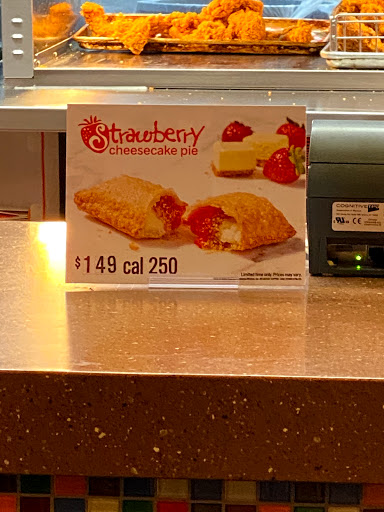 Strawberry
cheesecake pie
$149 cal 250
Limited time only. Prices may vary.
COGNITIVE